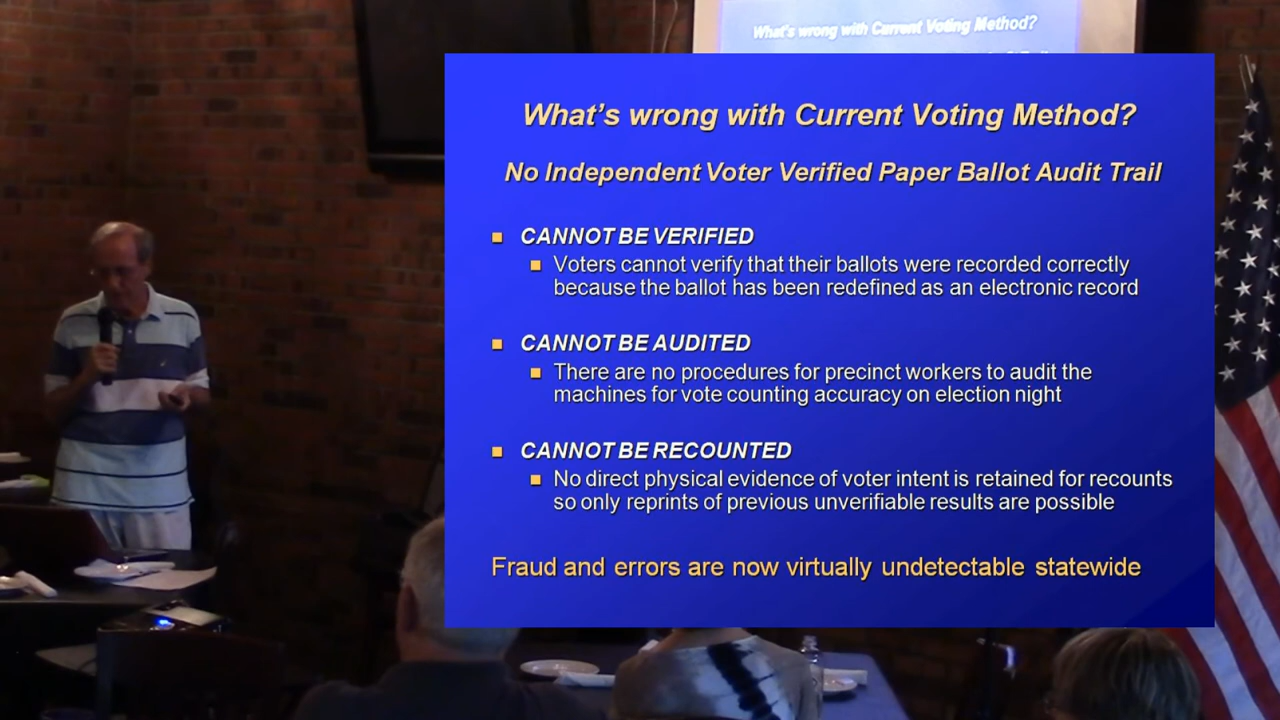 What's wrong with Current Voting Method?
What's wrong with Current Voting Method?
No Independent Voter Verified Paper Ballot Audit Trail
CANNOT BE VERIFIED
Voters cannot verify that their ballots were recorded correctly
because the ballot has been redefined as an electronic record
CANNOT BE AUDITED
There are no procedures for precinct workers to audit the
machines for vote counting accuracy on election night
CANNOT BE RECOUNTED
No direct physical evidence of voter intent is retained for recounts
so only reprints of previous unverifiable results are possible
Fraud and errors are now virtually undetectable statewide